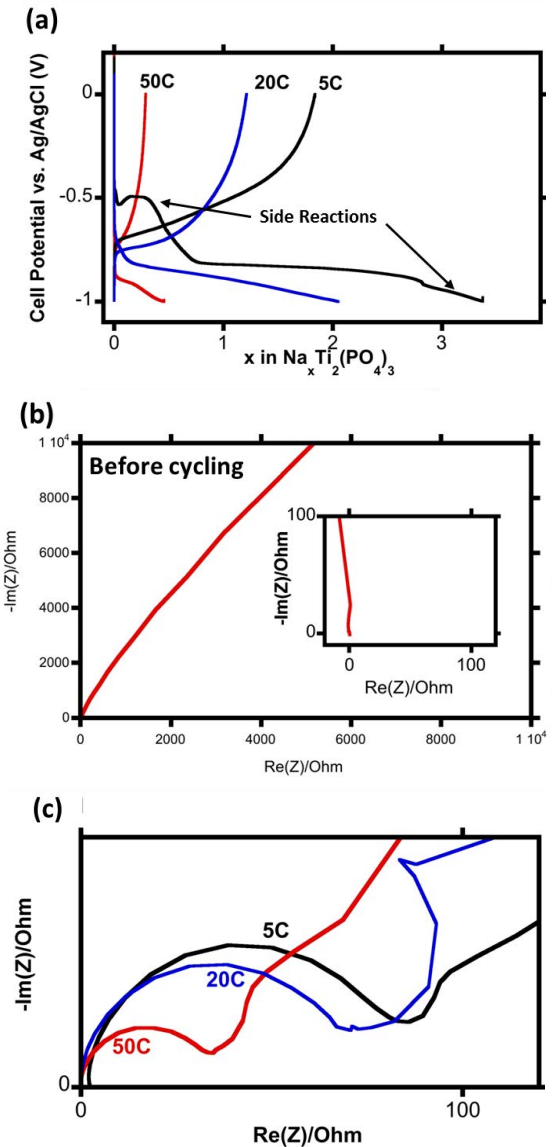 (a)
50C
20C
5C
0
-0.5
-1
Cell Potential vs. Ag/AgCl (V)
Side Reactions
0
1
2
3
x in NaxTi2(PO4)3
(b)
1 10⁴
8000
6000
4000
2000
0
-Im(Z)/Ohm
Before cycling
100
0
-Im(Z)/Ohm
0
100
Re(Z)/Ohm
0
2000
4000
6000
8000
1 10⁴
Re(Z)/Ohm
(c)
-Im(Z)/Ohm
5C
20C
50C
0
0
100
Re(Z)/Ohm